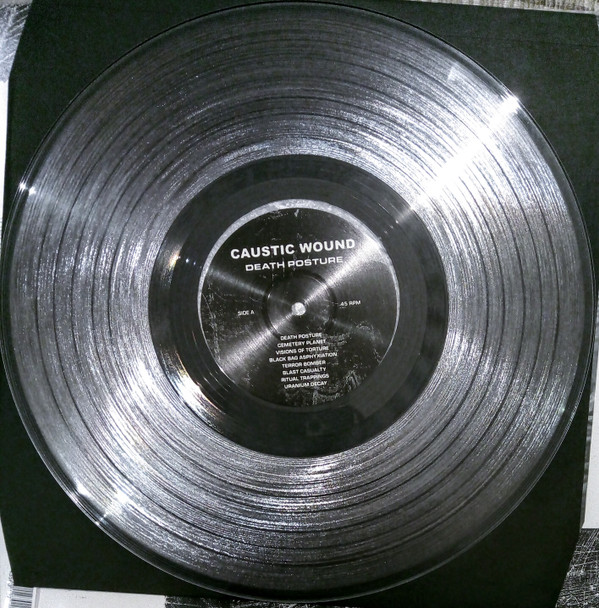 CAUSTIC WOUND
DEATH POSTURE
SIDE A
45 RPM
DEATH POSTURE
CEMETERY PLANET
VISIONS OF TORTURE
BLACK BAG ASPHYXIATION
TERROR BOMBER
BLAST CASUALTY
RITUAL TRAPPINGS
URANIUM DECAY